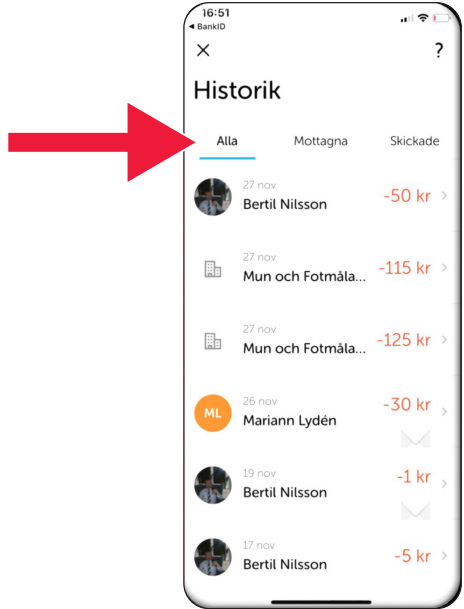 16:51
◀ BankID
?
Historik
Alla Mottagna Skickade
27 nov
Bertil Nilsson -50 kr
27 nov
Mun och Fotmåla... -115 kr
27 nov
Mun och Fotmåla... -125 kr
26 nov
ML Mariann Lydén -30 kr
19 nov
Bertil Nilsson -1 kr
17 nov
Bertil Nilsson -5 kr